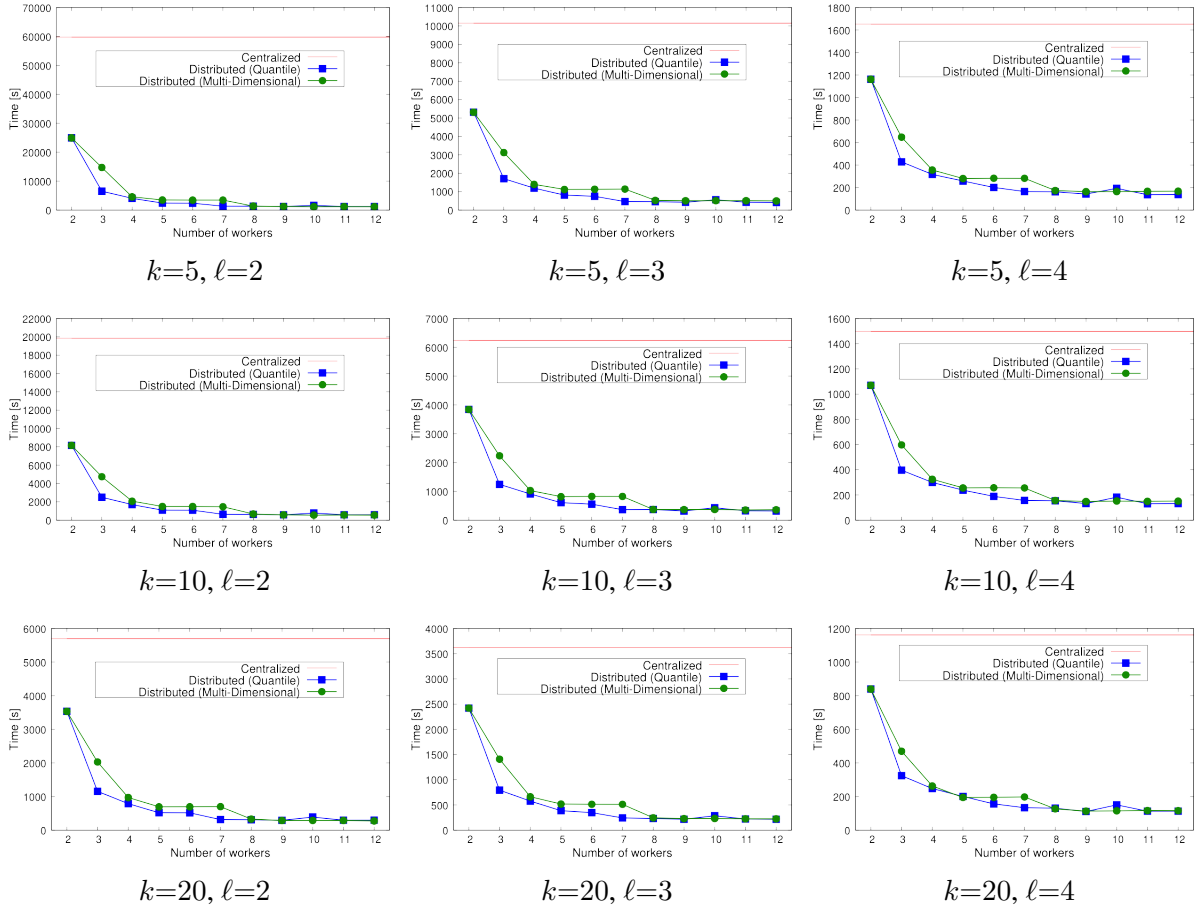 70000
60000
50000
40000
30000
20000
10000
0
Time [s]
Centralized
Distributed (Quantile)
Distributed (Multi-Dimensional)
2 3 4 5 6 7 8 9 10 11 12
Number of workers
k=5, ℓ=2
11000
10000
9000
8000
7000
6000
5000
4000
3000
2000
1000
0
Time [s]
Centralized
Distributed (Quantile)
Distributed (Multi-Dimensional)
2 3 4 5 6 7 8 9 10 11 12
Number of workers
k=5, ℓ=3
1800
1600
1400
1200
1000
800
600
400
200
0
Time [s]
Centralized
Distributed (Quantile)
Distributed (Multi-Dimensional)
2 3 4 5 6 7 8 9 10 11 12
Number of workers
k=5, ℓ=4
22000
20000
18000
16000
14000
12000
10000
8000
6000
4000
2000
0
Time [s]
Centralized
Distributed (Quantile)
Distributed (Multi-Dimensional)
2 3 4 5 6 7 8 9 10 11 12
Number of workers
k=10, ℓ=2
7000
6000
5000
4000
3000
2000
1000
0
Time [s]
Centralized
Distributed (Quantile)
Distributed (Multi-Dimensional)
2 3 4 5 6 7 8 9 10 11 12
Number of workers
k=10, ℓ=3
1600
1400
1200
1000
800
600
400
200
0
Time [s]
Centralized
Distributed (Quantile)
Distributed (Multi-Dimensional)
2 3 4 5 6 7 8 9 10 11 12
Number of workers
k=10, ℓ=4
6000
5000
4000
3000
2000
1000
0
Time [s]
Centralized
Distributed (Quantile)
Distributed (Multi-Dimensional)
2 3 4 5 6 7 8 9 10 11 12
Number of workers
k=20, ℓ=2
4000
3500
3000
2500
2000
1500
1000
500
0
Time [s]
Centralized
Distributed (Quantile)
Distributed (Multi-Dimensional)
2 3 4 5 6 7 8 9 10 11 12
Number of workers
k=20, ℓ=3
1200
1000
800
600
400
200
0
Time [s]
Centralized
Distributed (Quantile)
Distributed (Multi-Dimensional)
2 3 4 5 6 7 8 9 10 11 12
Number of workers
k=20, ℓ=4